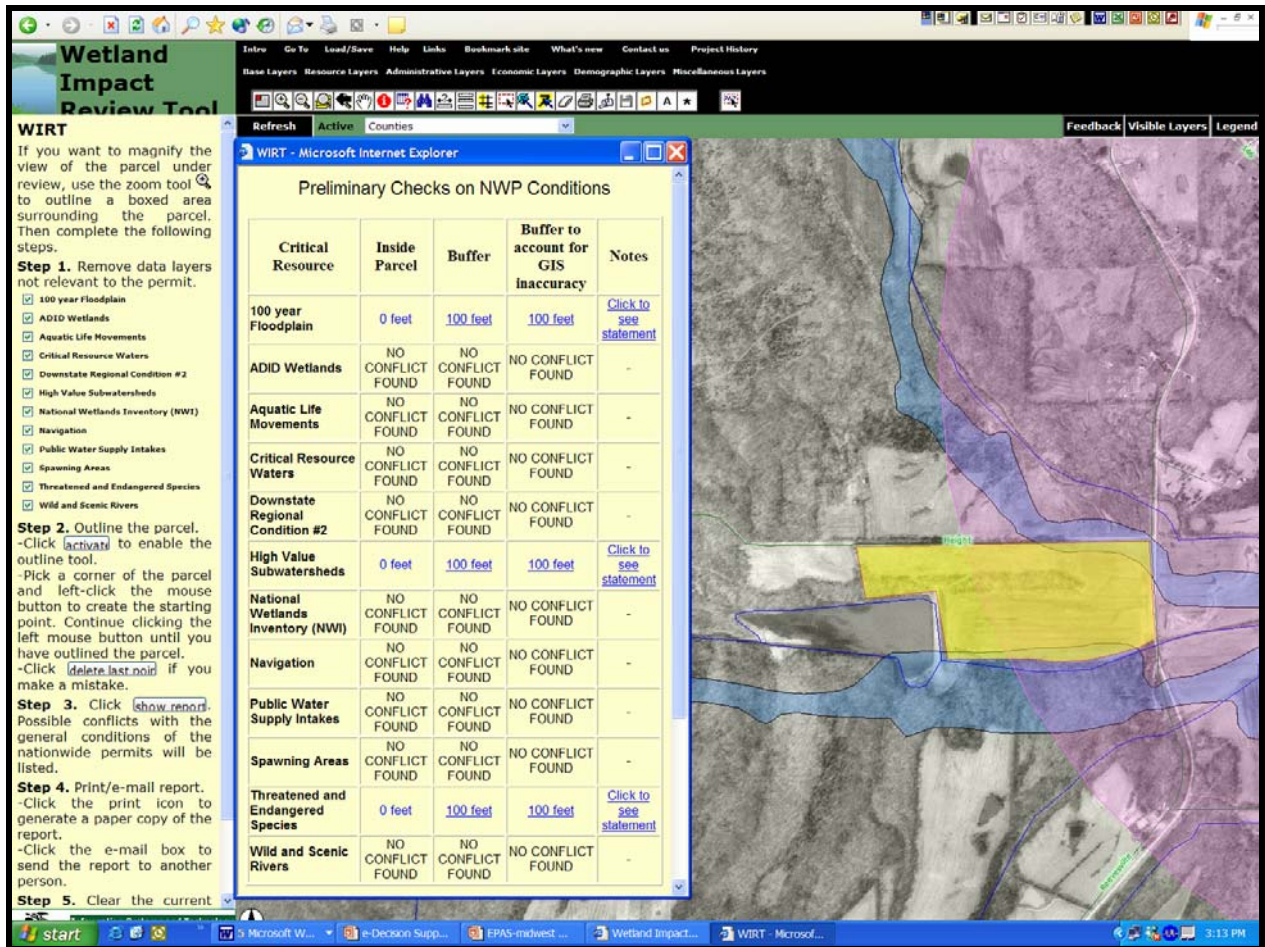 Wetland
Impact
Review Tool
Intro Go To Load/Save Help Links Bookmark site What's new Contact us Project History
Base Layers Resource Layers Administrative Layers Economic Layers Demographic Layers Miscellaneous Layers
Refresh Active Counties
Feedback Visible Layers Legend
WIRT
If you want to magnify the
view of the parcel under
review, use the zoom tool
to outline a boxed area
surrounding the parcel.
Then complete the following
steps.
Step 1. Remove data layers
not relevant to the permit.
100 year Floodplain
ADID Wetlands
Aquatic Life Movements
Critical Resource Waters
Downstate Regional Condition #2
High Value Subwatersheds
National Wetlands Inventory (NWI)
Navigation
Public Water Supply Intakes
Spawning Areas
Threatened and Endangered Species
Wild and Scenic Rivers
Step 2. Outline the parcel.
-Click activate to enable the
outline tool.
-Pick a corner of the parcel
and left-click the mouse
button to create the starting
point. Continue clicking the
left mouse button until you
have outlined the parcel.
-Click delete last poin if you
make a mistake.
Step 3. Click show report.
Possible conflicts with the
general conditions of the
nationwide permits will be
listed.
Step 4. Print/e-mail report.
-Click the print icon to
generate a paper copy of the
report.
-Click the e-mail box to
send the report to another
person.
Step 5. Clear the current
WIRT - Microsoft Internet Explorer
Preliminary Checks on NWP Conditions
Critical Resource Inside Parcel Buffer Buffer to account for GIS inaccuracy Notes
100 year Floodplain 0 feet 100 feet 100 feet Click to see statement
ADID Wetlands NO CONFLICT FOUND NO CONFLICT FOUND NO CONFLICT FOUND -
Aquatic Life Movements NO CONFLICT FOUND NO CONFLICT FOUND NO CONFLICT FOUND -
Critical Resource Waters NO CONFLICT FOUND NO CONFLICT FOUND NO CONFLICT FOUND -
Downstate Regional Condition #2 NO CONFLICT FOUND NO CONFLICT FOUND NO CONFLICT FOUND -
High Value Subwatersheds 0 feet 100 feet 100 feet Click to see statement
National Wetlands Inventory (NWI) NO CONFLICT FOUND NO CONFLICT FOUND NO CONFLICT FOUND -
Navigation NO CONFLICT FOUND NO CONFLICT FOUND NO CONFLICT FOUND -
Public Water Supply Intakes NO CONFLICT FOUND NO CONFLICT FOUND NO CONFLICT FOUND -
Spawning Areas NO CONFLICT FOUND NO CONFLICT FOUND NO CONFLICT FOUND -
Threatened and Endangered Species 0 feet 100 feet 100 feet Click to see statement
Wild and Scenic Rivers NO CONFLICT FOUND NO CONFLICT FOUND NO CONFLICT FOUND -
Height
Reevesville
start 5 Microsoft W... e-Decision Supp... EPAS-midwest ... Wetland Impact... WIRT - Microsof... 3:13 PM